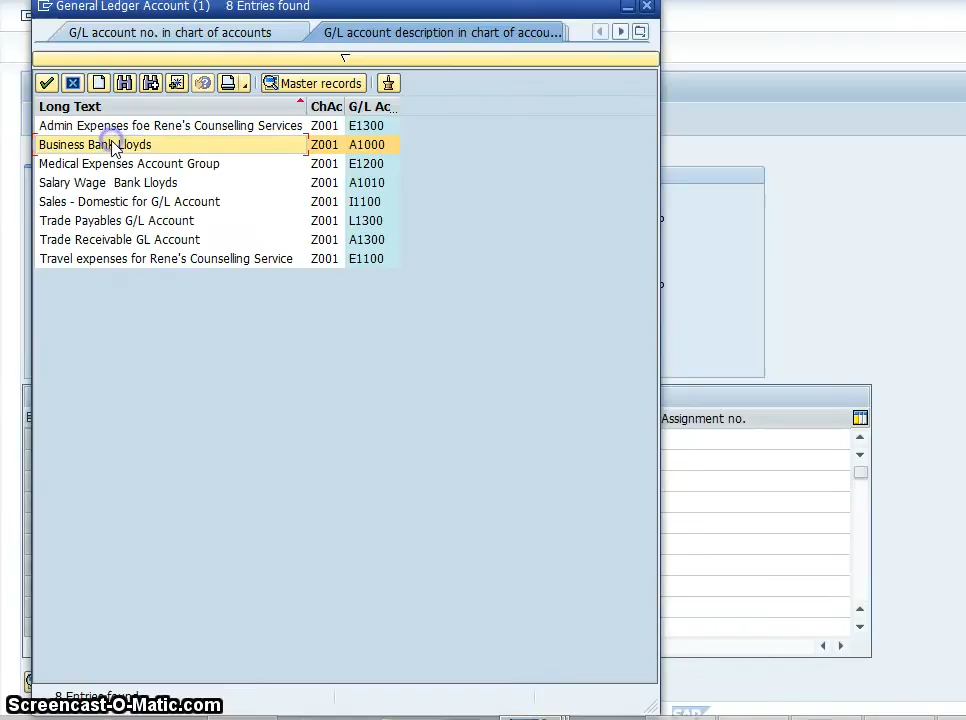 General Ledger Account (1) 8 Entries found
G/L account no. in chart of accounts G/L account description in chart of accou...
Master records
Long Text ChAc G/L Ac...
Admin Expenses foe Rene's Counselling Services Z001 E1300
Business Bank Lloyds Z001 A1000
Medical Expenses Account Group Z001 E1200
Salary Wage Bank Lloyds Z001 A1010
Sales - Domestic for G/L Account Z001 I1100
Trade Payables G/L Account Z001 L1300
Trade Receivable GL Account Z001 A1300
Travel expenses for Rene's Counselling Service Z001 E1100
Assignment no.
8 Entries found
Screencast-O-Matic.com
SAP